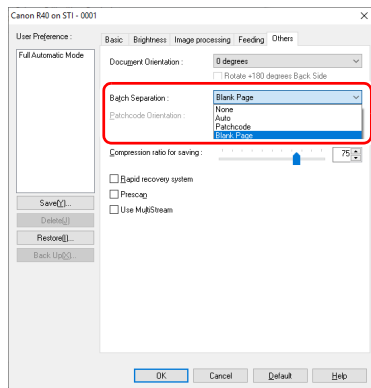 Canon R40 on STI - 0001
User Preference :
Full Automatic Mode
Save(Y)...
Delete(J)
Restore(I)...
Back Up(X)...
Basic Brightness Image processing Feeding Others
Document Orientation : 0 degrees
Rotate +180 degrees Back Side
Batch Separation : Blank Page
Patchcode Orientation :
None
Auto
Patchcode
Blank Page
Compression ratio for saving : 75
Rapid recovery system
Prescan
Use MultiStream
OK Cancel Default Help